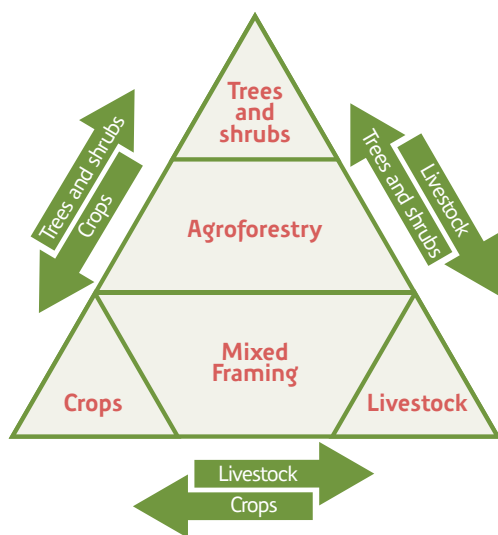 Trees
and
shrubs
Trees and shrubs
Crops
Livestock
Trees and shrubs
Agroforestry
Mixed
Framing
Crops
Livestock
Livestock
Crops